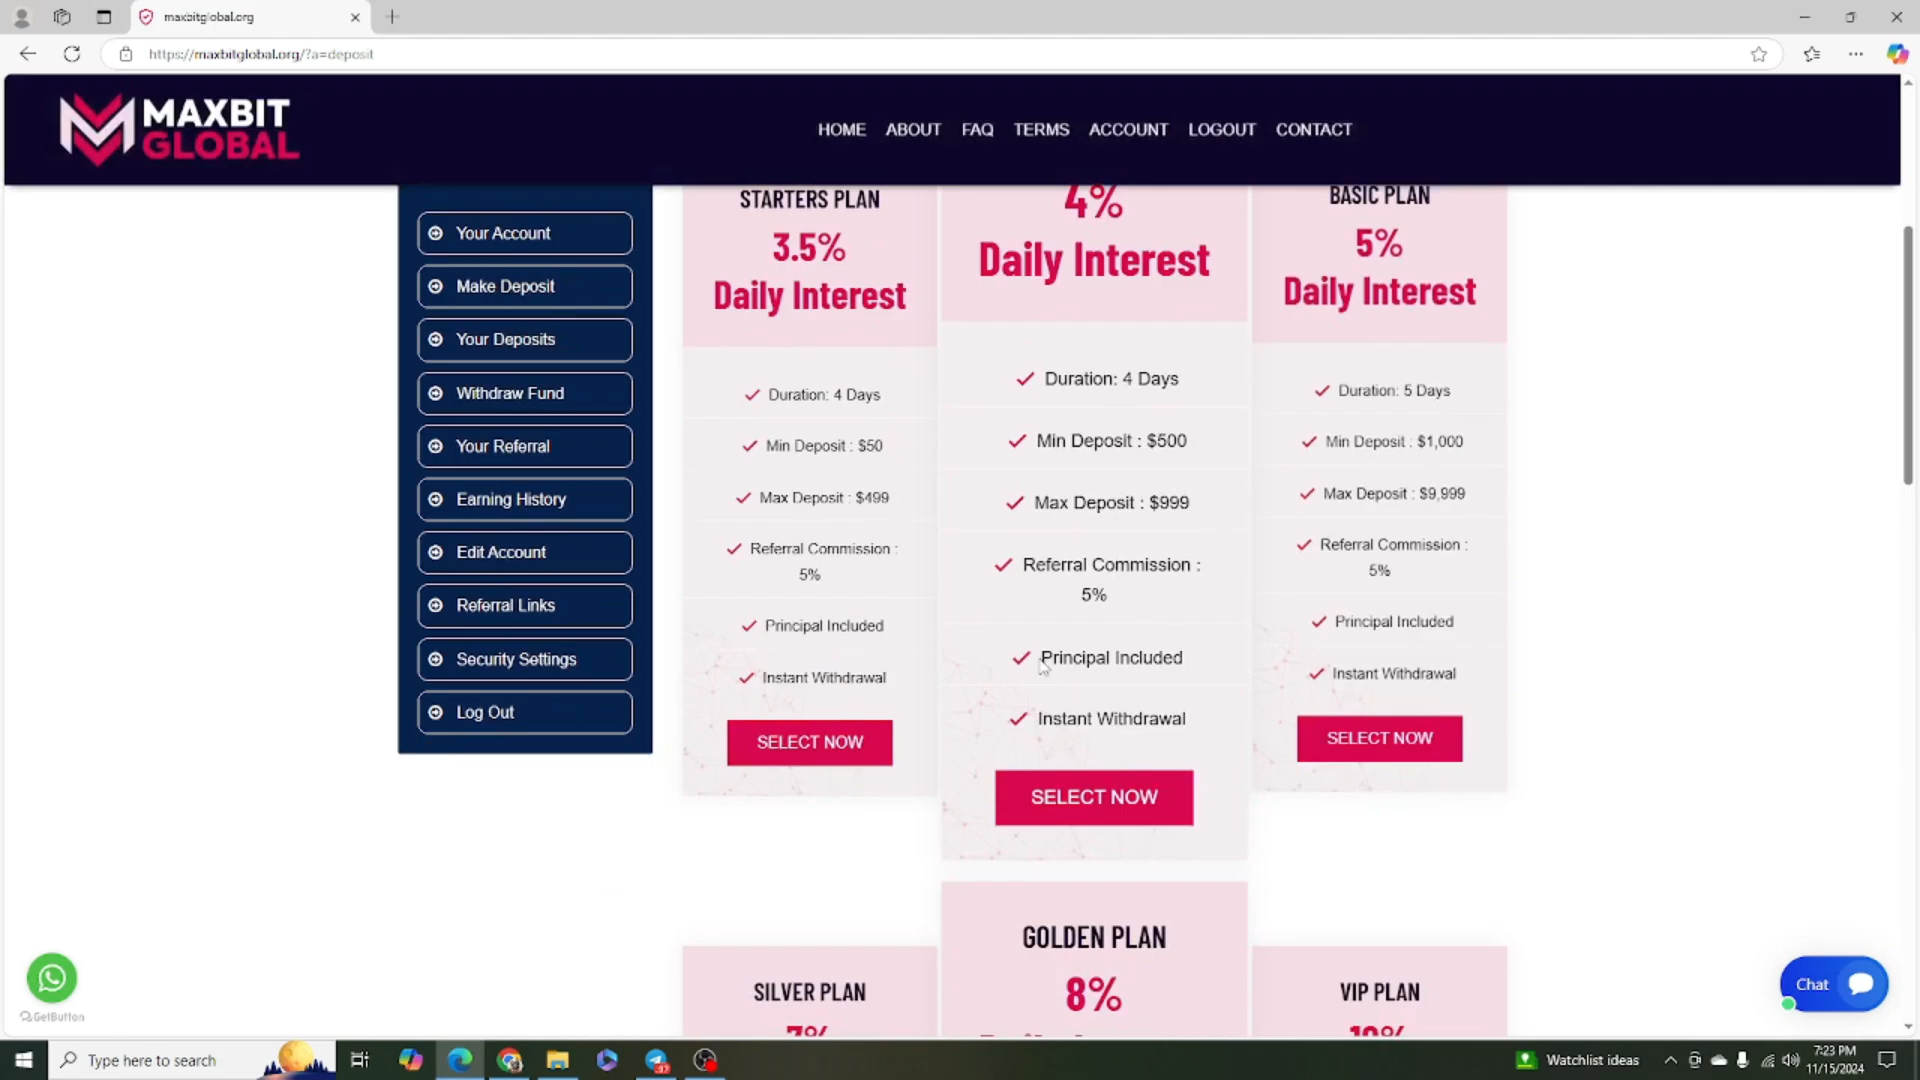 maxbitglobal.org
https://maxbitglobal.org/?a=deposit
MAXBIT
GLOBAL
HOME ABOUT FAQ TERMS ACCOUNT LOGOUT CONTACT
Your Account
Make Deposit
Your Deposits
Withdraw Fund
Your Referral
Earning History
Edit Account
Referral Links
Security Settings
Log Out
STARTERS PLAN
3.5%
Daily Interest
Duration: 4 Days
Min Deposit : $50
Max Deposit : $499
Referral Commission :
5%
Principal Included
Instant Withdrawal
SELECT NOW
4%
Daily Interest
Duration: 4 Days
Min Deposit : $500
Max Deposit : $999
Referral Commission :
5%
Principal Included
Instant Withdrawal
SELECT NOW
BASIC PLAN
5%
Daily Interest
Duration: 5 Days
Min Deposit : $1,000
Max Deposit : $9,999
Referral Commission :
5%
Principal Included
Instant Withdrawal
SELECT NOW
SILVER PLAN
7%
GOLDEN PLAN
8%
VIP PLAN
10%
GetButton
Chat
Type here to search
Watchlist ideas
7:23 PM
11/15/2024